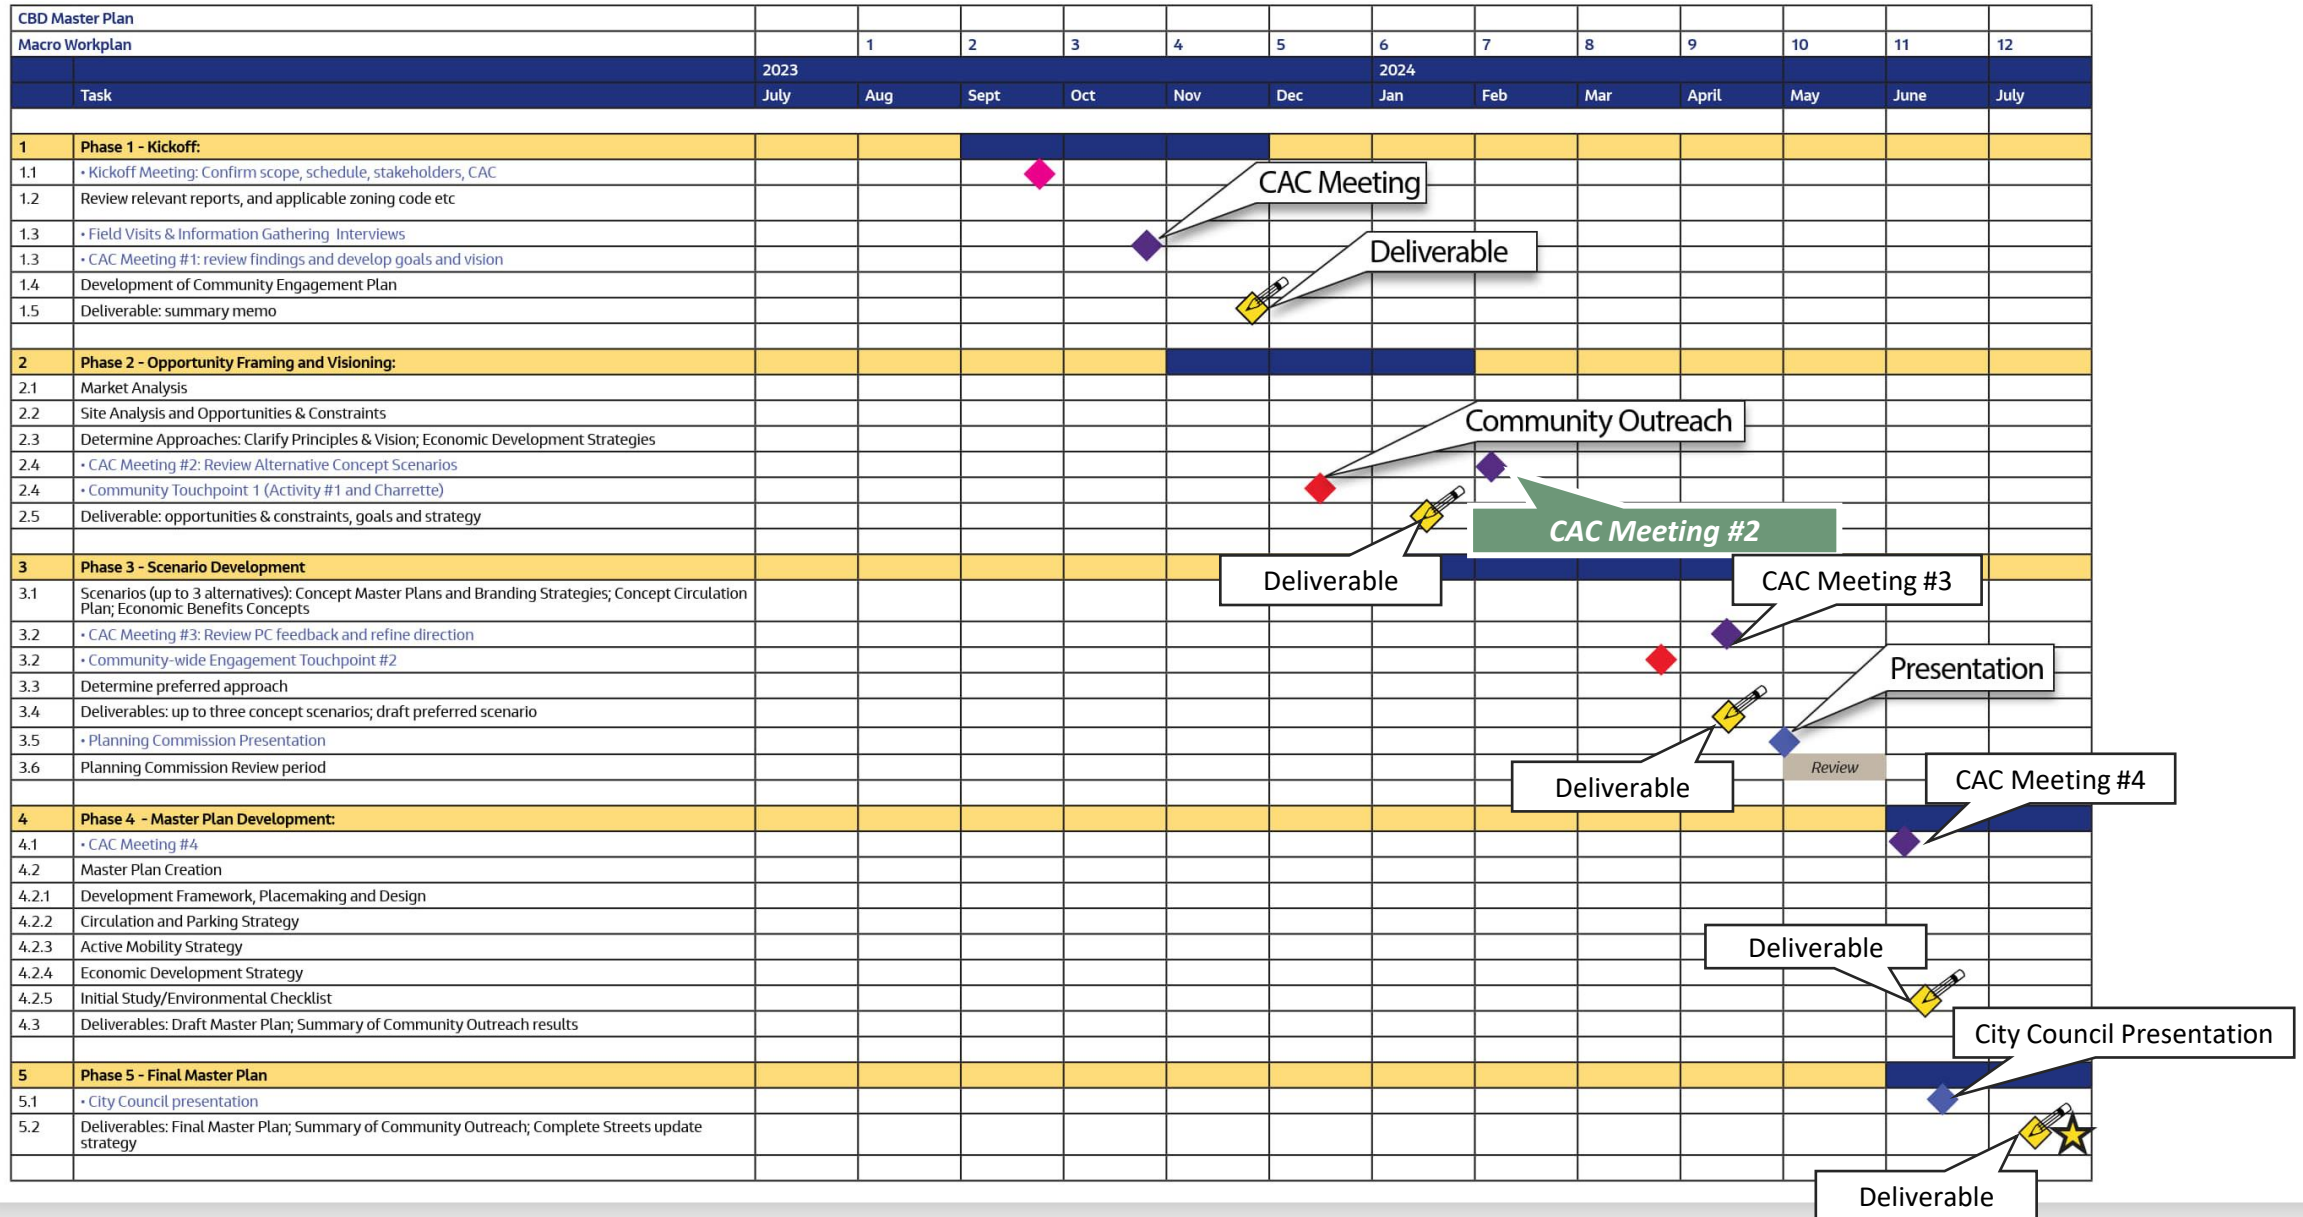 CBD Master Plan
Macro Workplan 1 2 3 4 5 6 7 8 9 10 11 12
2023 2024
Task July Aug Sept Oct Nov Dec Jan Feb Mar April May June July
1 Phase 1 - Kickoff:
1.1 • Kickoff Meeting: Confirm scope, schedule, stakeholders, CAC
CAC Meeting
1.2 Review relevant reports, and applicable zoning code etc
1.3 • Field Visits & Information Gathering Interviews
Deliverable
1.3 • CAC Meeting #1: review findings and develop goals and vision
1.4 Development of Community Engagement Plan
1.5 Deliverable: summary memo
2 Phase 2 - Opportunity Framing and Visioning:
2.1 Market Analysis
2.2 Site Analysis and Opportunities & Constraints
Community Outreach
2.3 Determine Approaches: Clarify Principles & Vision; Economic Development Strategies
2.4 • CAC Meeting #2: Review Alternative Concept Scenarios
2.4 • Community Touchpoint 1 (Activity #1 and Charrette)
2.5 Deliverable: opportunities & constraints, goals and strategy
CAC Meeting #2
3 Phase 3 - Scenario Development
Deliverable
CAC Meeting #3
3.1 Scenarios (up to 3 alternatives): Concept Master Plans and Branding Strategies; Concept Circulation
Plan; Economic Benefits Concepts
3.2 • CAC Meeting #3: Review PC feedback and refine direction
3.2 • Community-wide Engagement Touchpoint #2
Presentation
3.3 Determine preferred approach
3.4 Deliverables: up to three concept scenarios; draft preferred scenario
3.5 • Planning Commission Presentation
3.6 Planning Commission Review period Review
Deliverable
CAC Meeting #4
4 Phase 4 - Master Plan Development:
4.1 • CAC Meeting #4
4.2 Master Plan Creation
4.2.1 Development Framework, Placemaking and Design
4.2.2 Circulation and Parking Strategy
4.2.3 Active Mobility Strategy
Deliverable
4.2.4 Economic Development Strategy
4.2.5 Initial Study/Environmental Checklist
4.3 Deliverables: Draft Master Plan; Summary of Community Outreach results
City Council Presentation
5 Phase 5 - Final Master Plan
5.1 • City Council presentation
5.2 Deliverables: Final Master Plan; Summary of Community Outreach; Complete Streets update
strategy
Deliverable